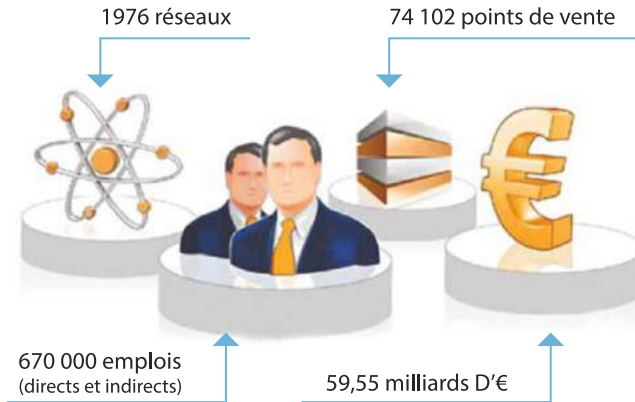 1976 réseaux
74 102 points de vente
670 000 emplois
(directs et indirects)
59,55 milliards D’€